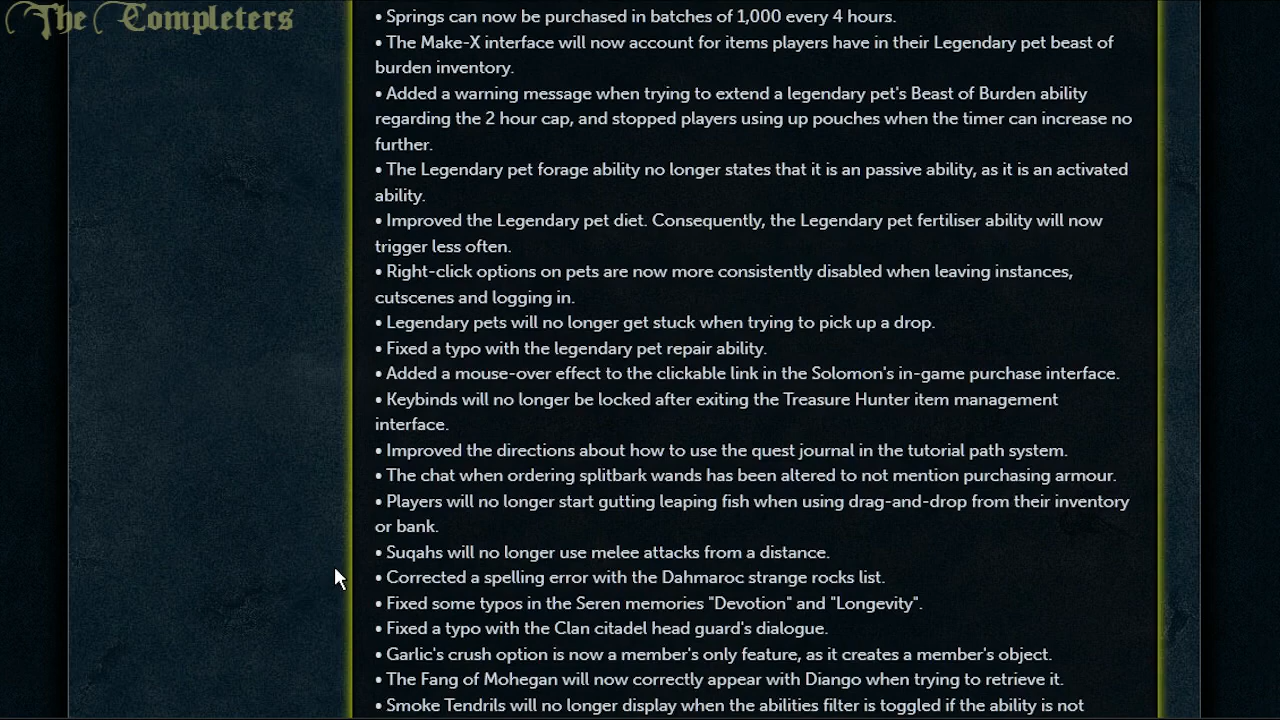 The Completers
• Springs can now be purchased in batches of 1,000 every 4 hours.
• The Make-X interface will now account for items players have in their Legendary pet beast of
burden inventory.
• Added a warning message when trying to extend a legendary pet's Beast of Burden ability
regarding the 2 hour cap, and stopped players using up pouches when the timer can increase no
further.
• The Legendary pet forage ability no longer states that it is an passive ability, as it is an activated
ability.
• Improved the Legendary pet diet. Consequently, the Legendary pet fertiliser ability will now
trigger less often.
• Right-click options on pets are now more consistently disabled when leaving instances,
cutscenes and logging in.
• Legendary pets will no longer get stuck when trying to pick up a drop.
• Fixed a typo with the legendary pet repair ability.
• Added a mouse-over effect to the clickable link in the Solomon's in-game purchase interface.
• Keybinds will no longer be locked after exiting the Treasure Hunter item management
interface.
• Improved the directions about how to use the quest journal in the tutorial path system.
• The chat when ordering splitbark wands has been altered to not mention purchasing armour.
• Players will no longer start gutting leaping fish when using drag-and-drop from their inventory
or bank.
• Suqahs will no longer use melee attacks from a distance.
• Corrected a spelling error with the Dahmaroc strange rocks list.
• Fixed some typos in the Seren memories "Devotion" and "Longevity".
• Fixed a typo with the Clan citadel head guard's dialogue.
• Garlic's crush option is now a member's only feature, as it creates a member's object.
• The Fang of Mohegan will now correctly appear with Diango when trying to retrieve it.
• Smoke Tendrils will no longer display when the abilities filter is toggled if the ability is not